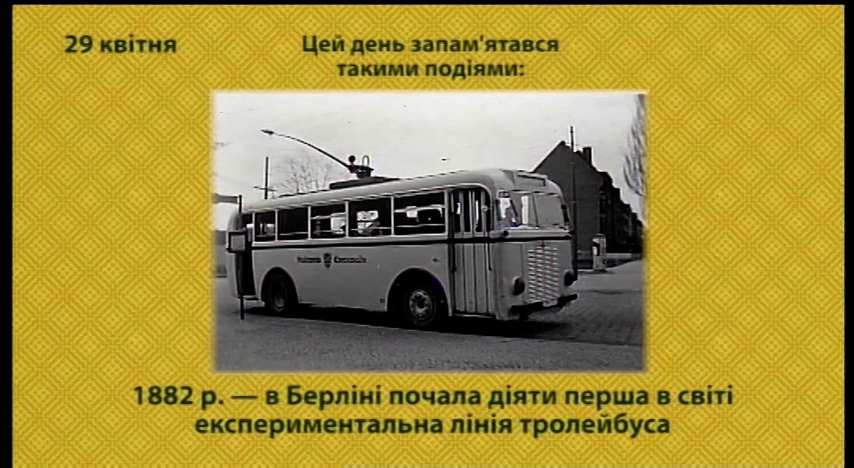 29 квітня
Цей день запам'ятався
такими подіями:
1882 р. — в Берліні почала діяти перша в світі
експериментальна лінія тролейбуса